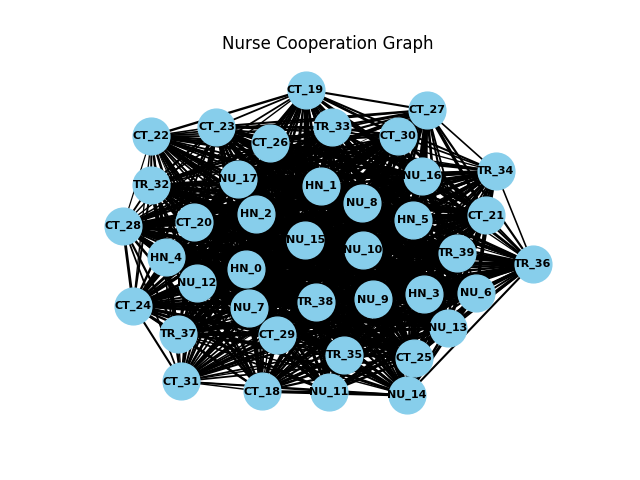 Nurse Cooperation Graph
CT_19
CT_27
CT_23
TR_33
CT_22
CT_30
CT_26
TR_34
NU_16
NU_17
TR_32
HN_1
NU_8
HN_2
CT_21
HN_5
CT_20
CT_28
NU_15
NU_10
TR_39
HN_4
TR_36
HN_0
NU_12
NU_6
HN_3
NU_9
TR_38
CT_24
NU_7
NU_13
TR_37
CT_29
TR_35
CT_25
CT_31
CT_18
NU_11
NU_14